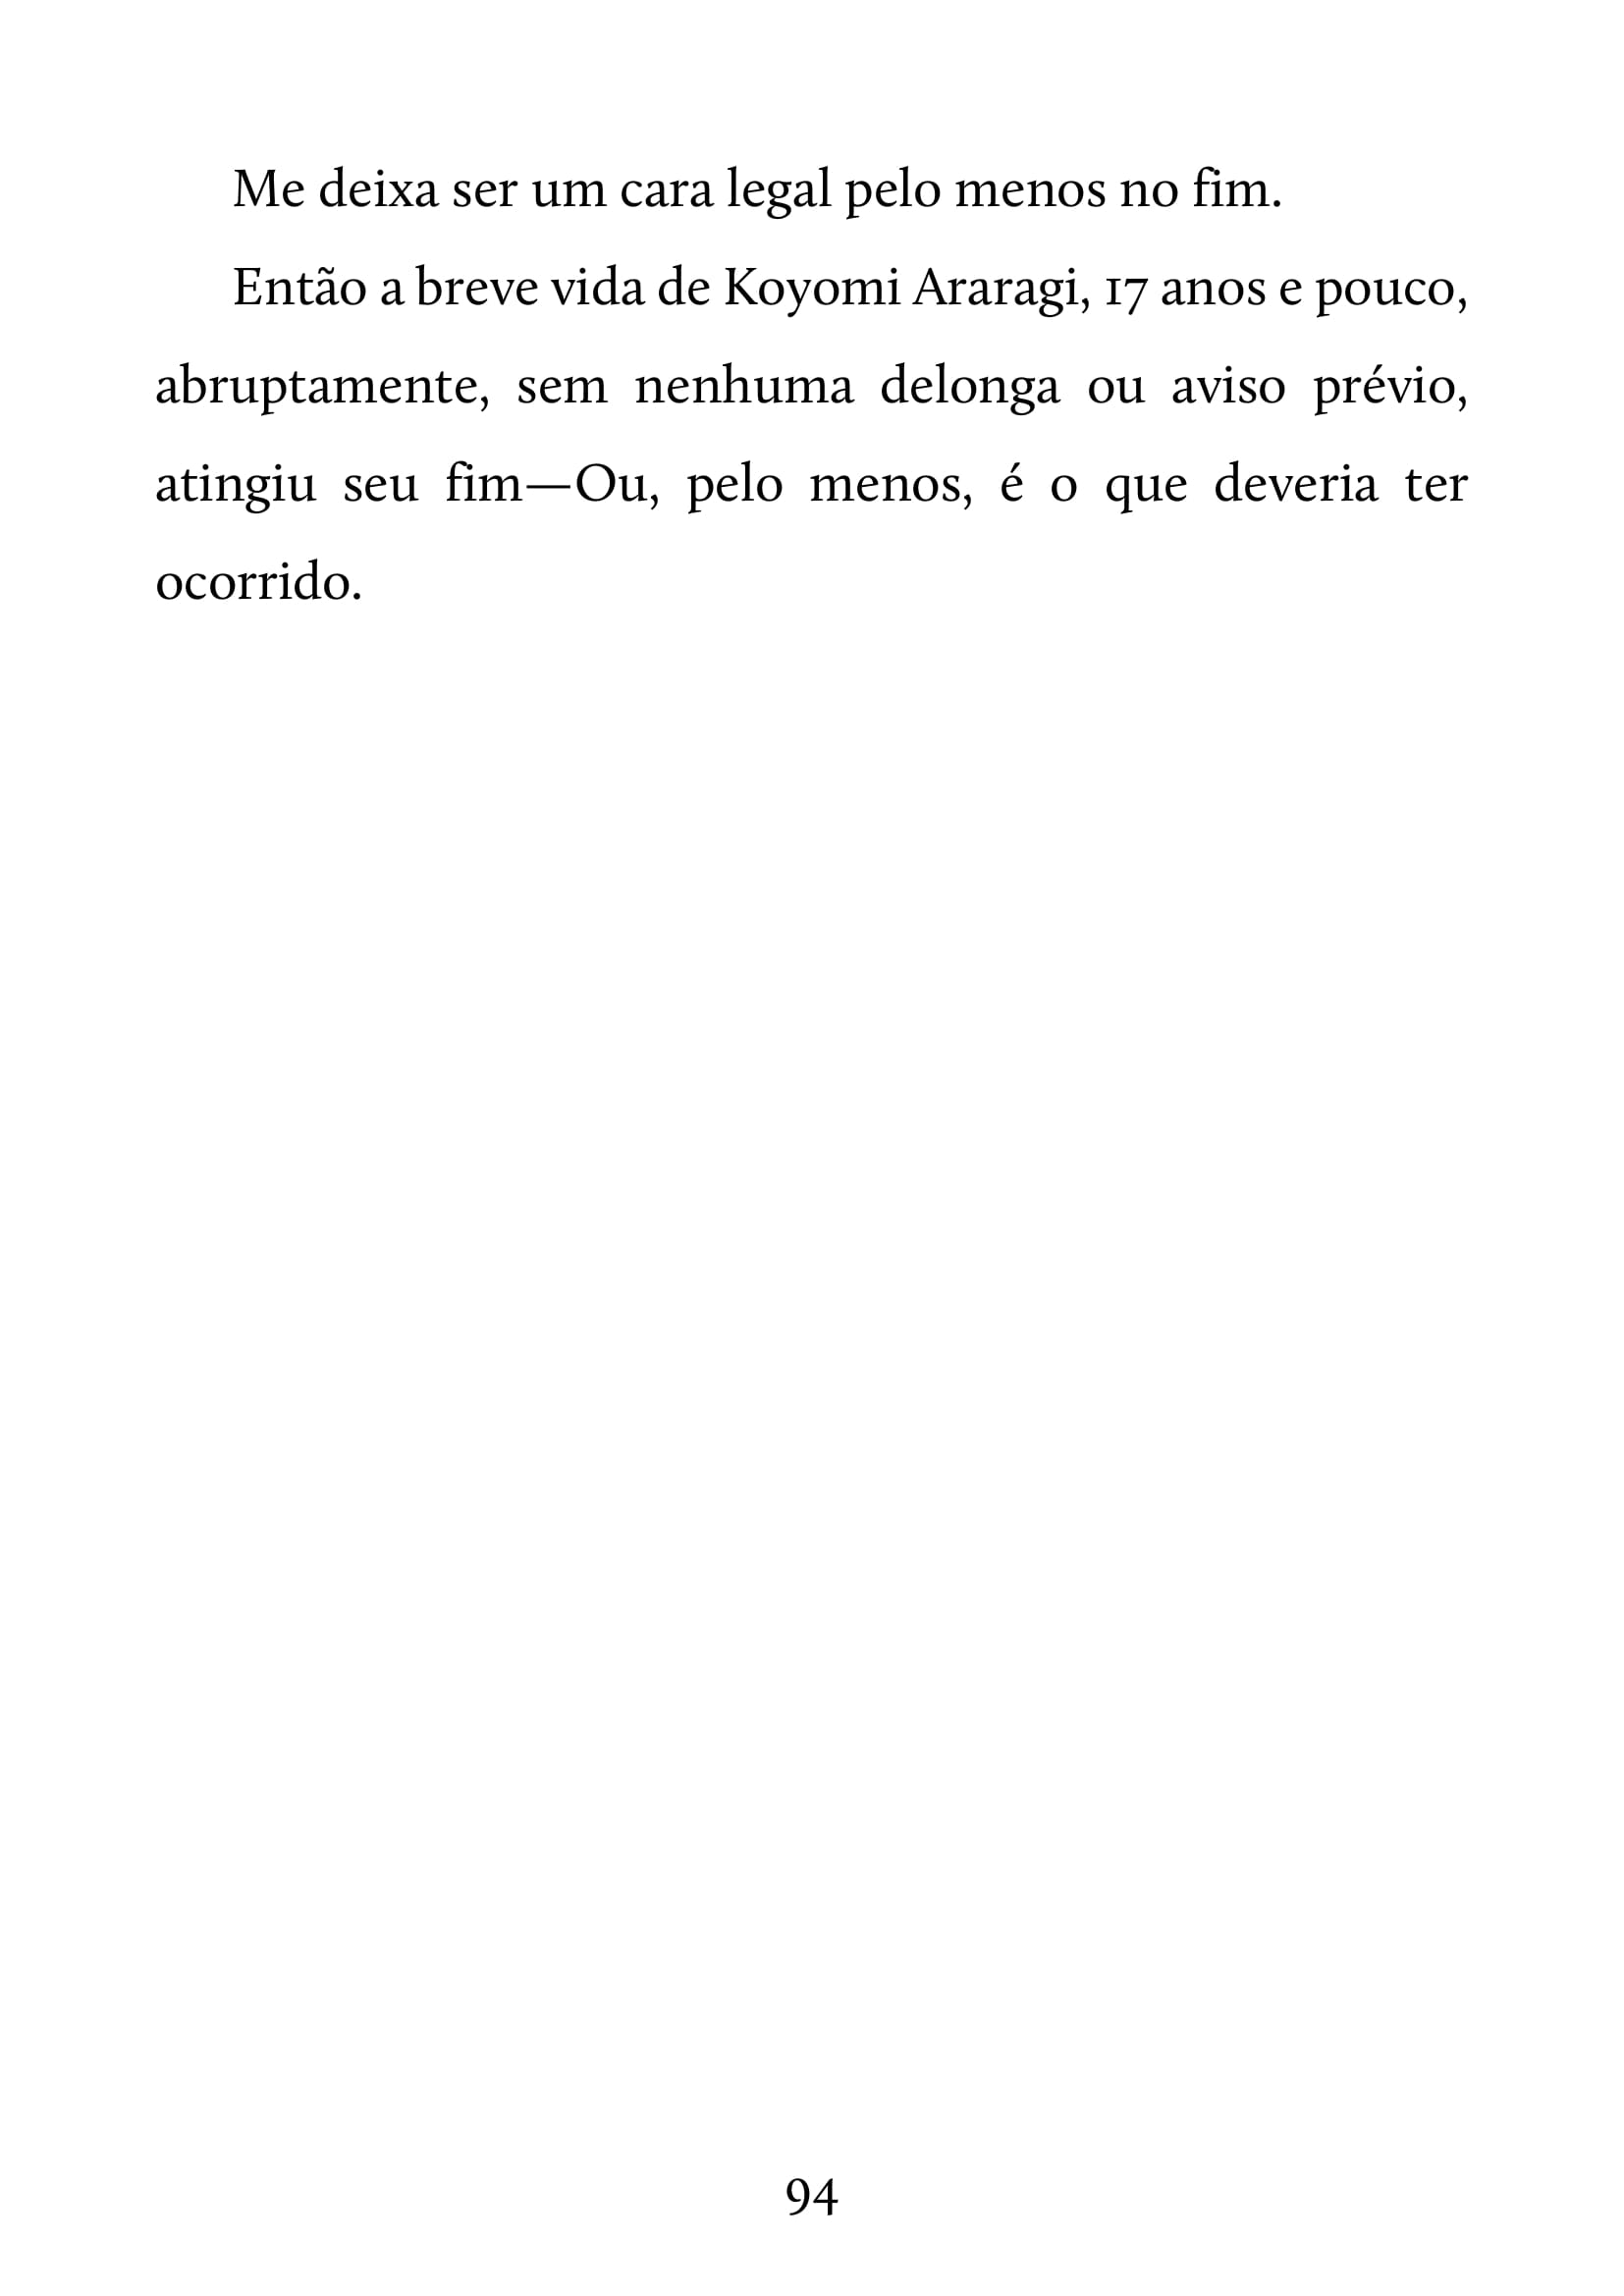 Me deixa ser um cara legal pelo menos no fim.
Então a breve vida de Koyomi Araragi, 17 anos e pouco,
abruptamente, sem nenhuma delonga ou aviso prévio,
atingiu seu fim—Ou, pelo menos, é o que deveria ter
ocorrido.
94